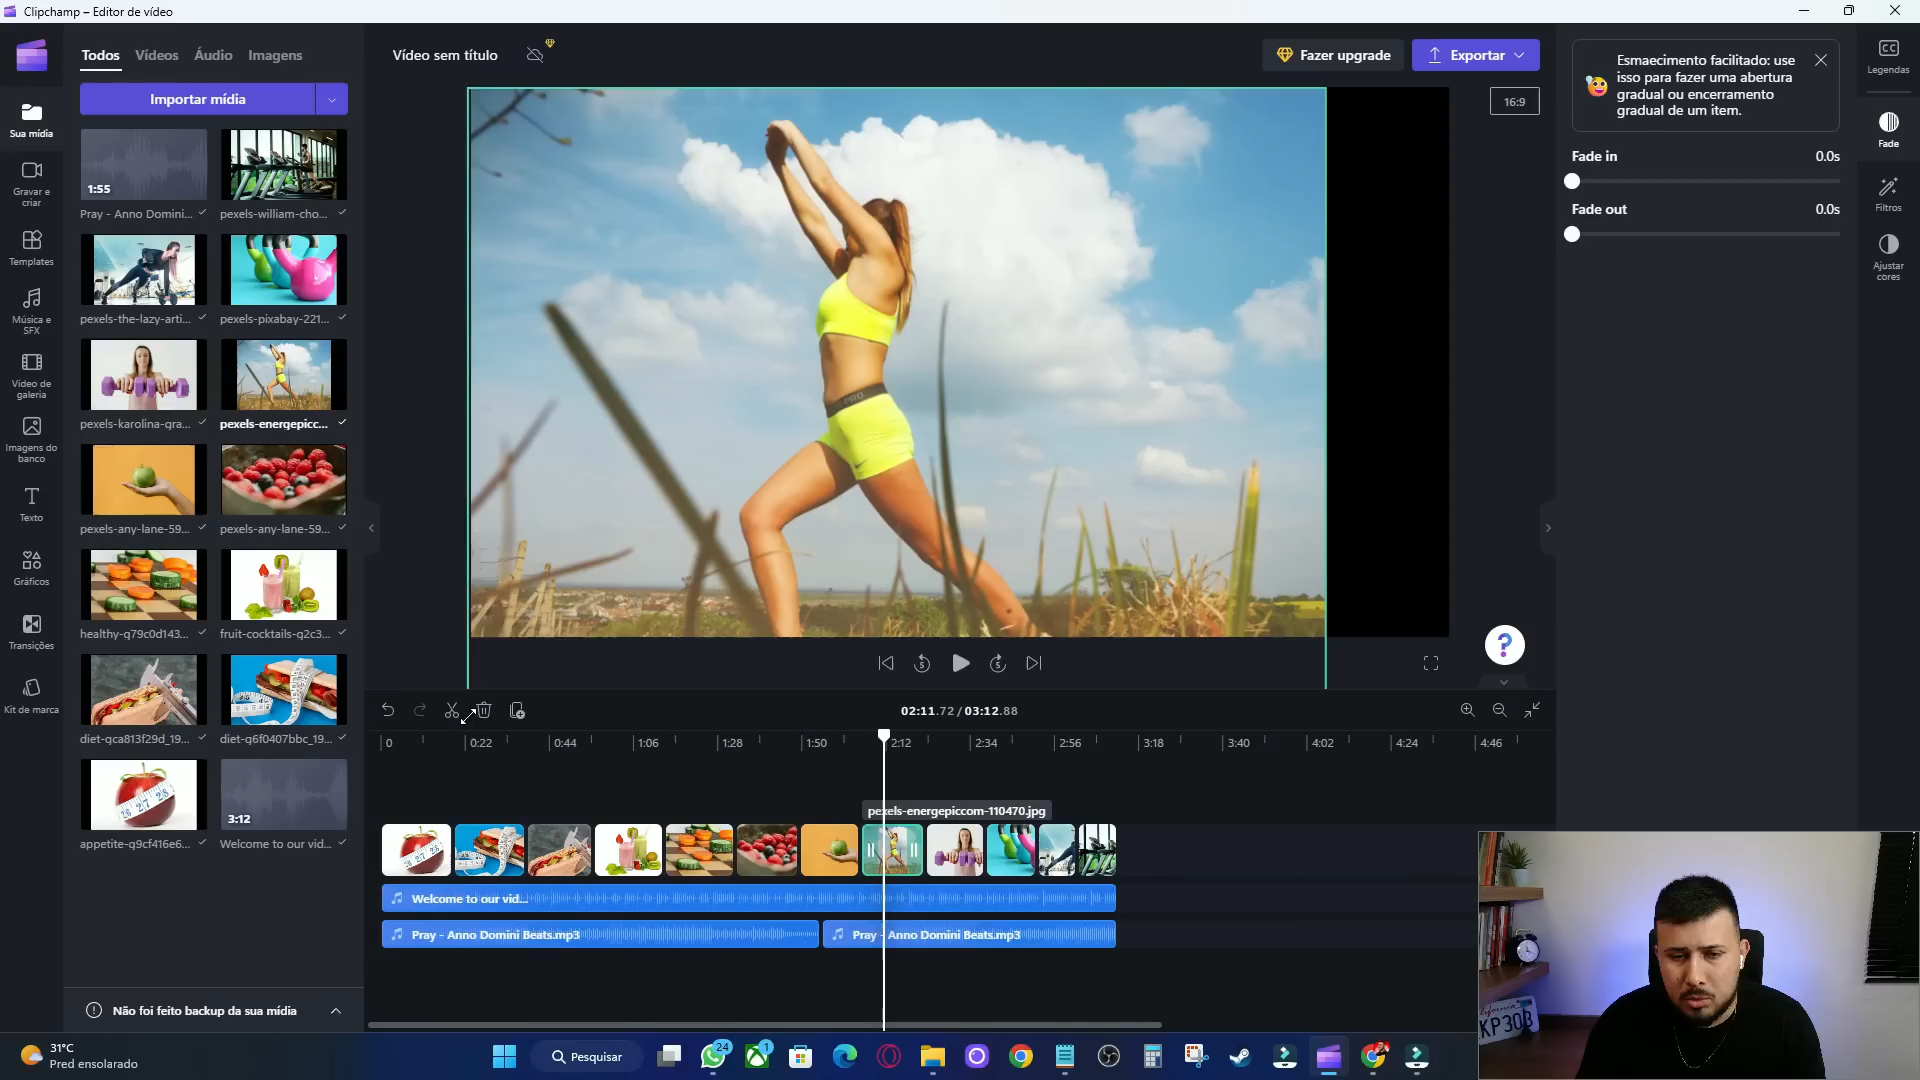 Clipchamp – Editor de vídeo
Todos
Vídeos
Áudio
Imagens
Vídeo sem título
Fazer upgrade
Exportar
Esmaecimento facilitado: use
isso para fazer uma abertura
gradual ou encerramento
gradual de um item.
Legendas
Importar mídia
16:9
Sua mídia
Fade
Fade in
0.0s
1:55
Pray - Anno Domini...
pexels-william-cho...
Gravar e
criar
Filtros
Fade out
0.0s
Templates
Ajustar
cores
pexels-the-lazy-arti...
pexels-pixabay-221...
Música e
SFX
Vídeo de
galeria
pexels-karolina-gra...
pexels-energepicc...
PRO
Imagens do
banco
Texto
pexels-any-lane-59...
pexels-any-lane-59...
Gráficos
healthy-q79c0d143...
fruit-cocktails-q2c3...
Transições
?
5
5
Kit de marca
diet-qca813f29d_19...
diet-q6f0407bbc_19...
02:11.72 / 03:12.88
0
0:22
0:44
1:06
1:28
1:50
2:12
2:34
2:56
3:18
3:40
4:02
4:24
4:46
26 27 28
3:12
appetite-q9cf416e6...
Welcome to our vid...
pexels-energepiccom-110470.jpg
Welcome to our vid...
Pray - Anno Domini Beats.mp3
Pray - Anno Domini Beats.mp3
Não foi feito backup da sua mídia
California
KP303
31°C
Pred ensolarado
Pesquisar
24
1